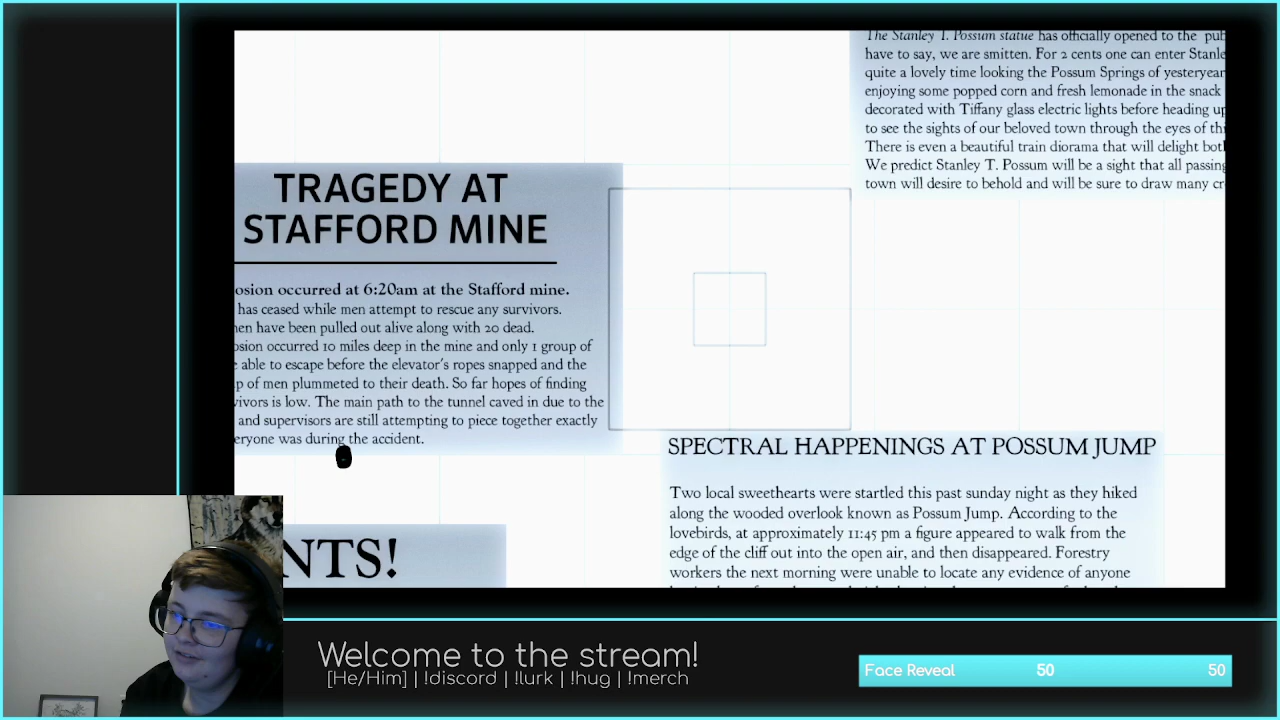 The Stanley T. Possum statue has officially opened to the pub
have to say, we are smitten. For 2 cents one can enter Stanle
quite a lovely time looking the Possum Springs of yesteryear
enjoying some popped corn and fresh lemonade in the snack
decorated with Tiffany glass electric lights before heading up
to see the sights of our beloved town through the eyes of thi
There is even a beautiful train diorama that will delight bot
We predict Stanley T. Possum will be a sight that all passing
town will desire to behold and will be sure to draw many cr
TRAGEDY AT
STAFFORD MINE
osion occurred at 6:20am at the Stafford mine.
has ceased while men attempt to rescue any survivors.
en have been pulled out alive along with 20 dead.
osion occurred 10 miles deep in the mine and only 1 group of
able to escape before the elevator's ropes snapped and the
p of men plummeted to their death. So far hopes of finding
vivors is low. The main path to the tunnel caved in due to the
and supervisors are still attempting to piece together exactly
eryone was during the accident.
SPECTRAL HAPPENINGS AT POSSUM JUMP
Two local sweethearts were startled this past sunday night as they hiked
along the wooded overlook known as Possum Jump. According to the
lovebirds, at approximately 11:45 pm a figure appeared to walk from the
edge of the cliff out into the open air, and then disappeared. Forestry
workers the next morning were unable to locate any evidence of anyone
NTS!
Welcome to the stream!
[He/Him] | !discord | !lurk | !hug | !merch
Face Reveal 50 50